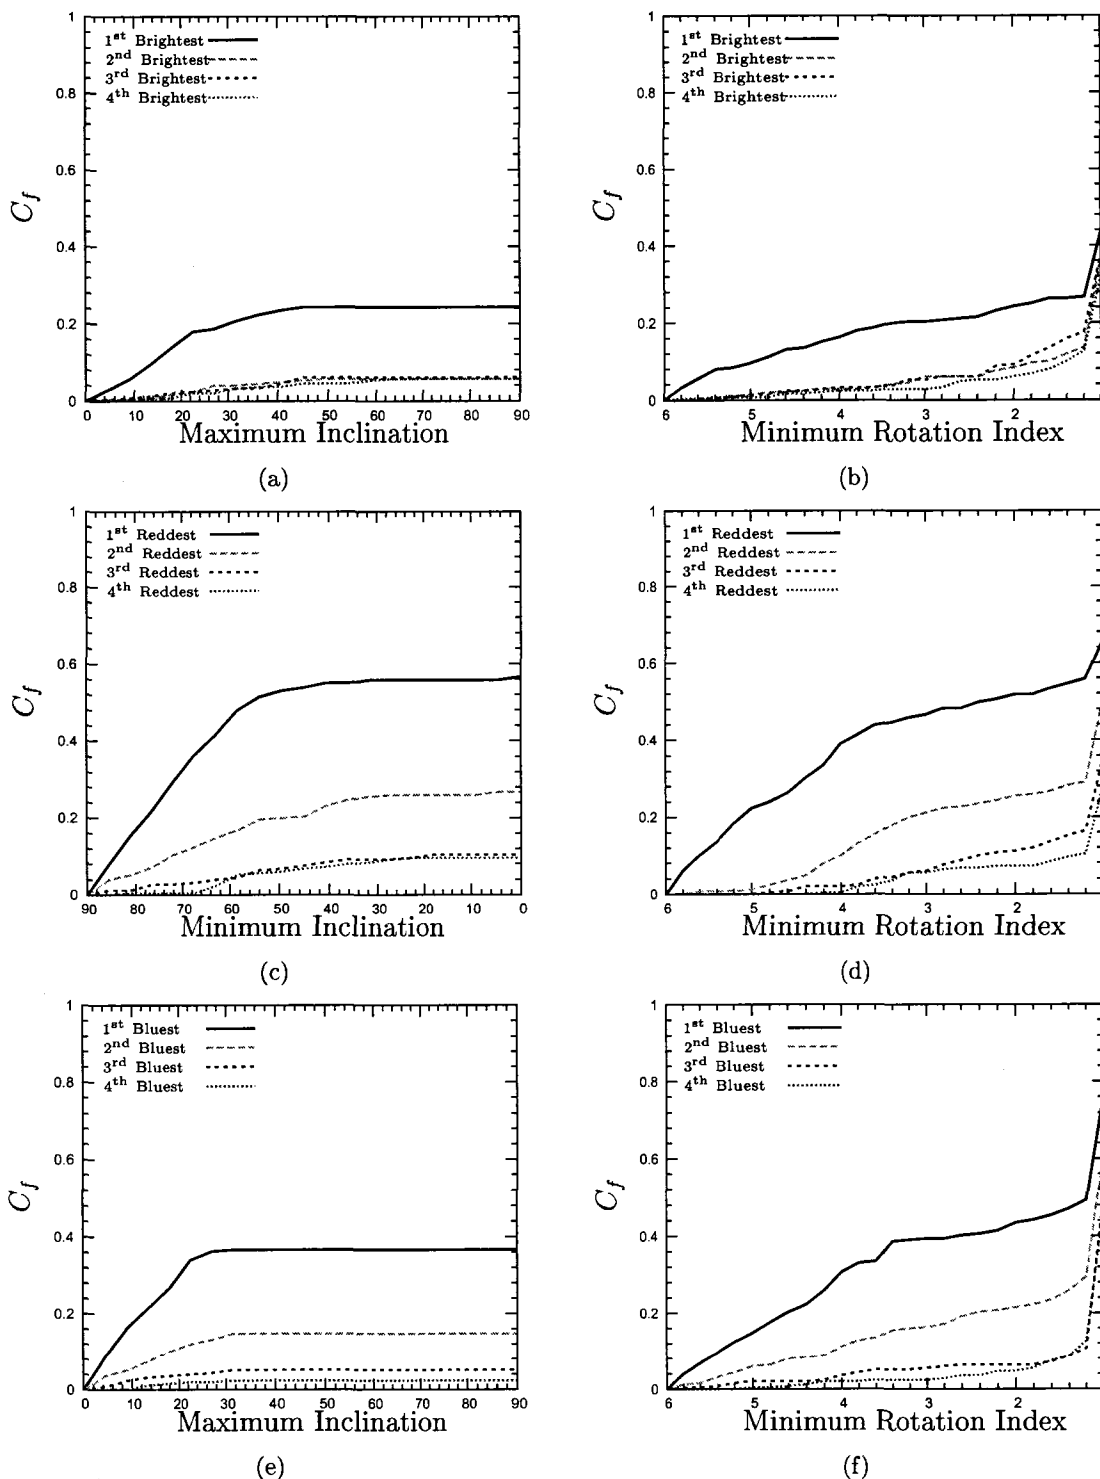 1
0.8
0.6
0.4
0.2
0
C_f
1st Brightest
2nd Brightest
3rd Brightest
4th Brightest
0 10 20 30 40 50 60 70 80 90
Maximum Inclination
(a)
1
0.8
0.6
0.4
0.2
0
C_f
1st Brightest
2nd Brightest
3rd Brightest
4th Brightest
6 5 4 3 2
Minimum Rotation Index
(b)
1
0.8
0.6
0.4
0.2
0
C_f
1st Reddest
2nd Reddest
3rd Reddest
4th Reddest
90 80 70 60 50 40 30 20 10 0
Minimum Inclination
(c)
1
0.8
0.6
0.4
0.2
0
C_f
1st Reddest
2nd Reddest
3rd Reddest
4th Reddest
6 5 4 3 2
Minimum Rotation Index
(d)
1
0.8
0.6
0.4
0.2
0
C_f
1st Bluest
2nd Bluest
3rd Bluest
4th Bluest
0 10 20 30 40 50 60 70 80 90
Maximum Inclination
(e)
1
0.8
0.6
0.4
0.2
0
C_f
1st Bluest
2nd Bluest
3rd Bluest
4th Bluest
6 5 4 3 2
Minimum Rotation Index
(f)